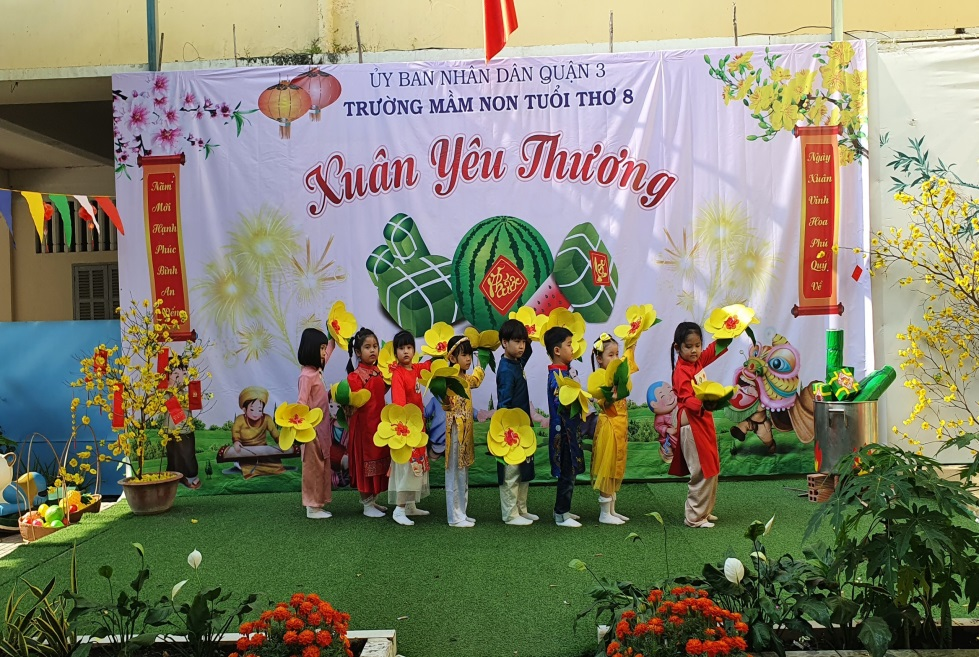 ỦY BAN NHÂN DÂN QUẬN 3
TRƯỜNG MẦM NON TUỔI THƠ 8
Xuân Yêu Thương
Năm
Mới
Hạnh
Phúc
Bình
An
Đến
Ngày
Xuân
Vinh
Hoa
Phú
Quý
Về